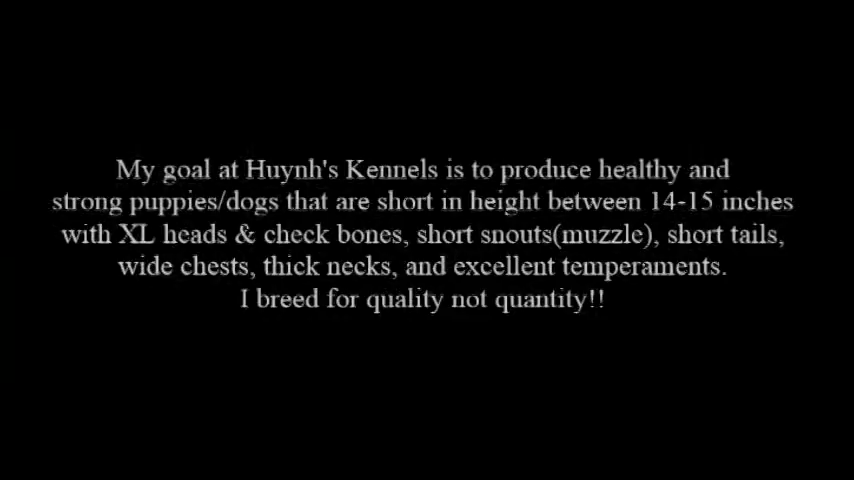 My goal at Huynh's Kennels is to produce healthy and
strong puppies/dogs that are short in height between 14-15 inches
with XL heads & check bones, short snouts(muzzle), short tails,
wide chests, thick necks, and excellent temperaments.
I breed for quality not quantity!!